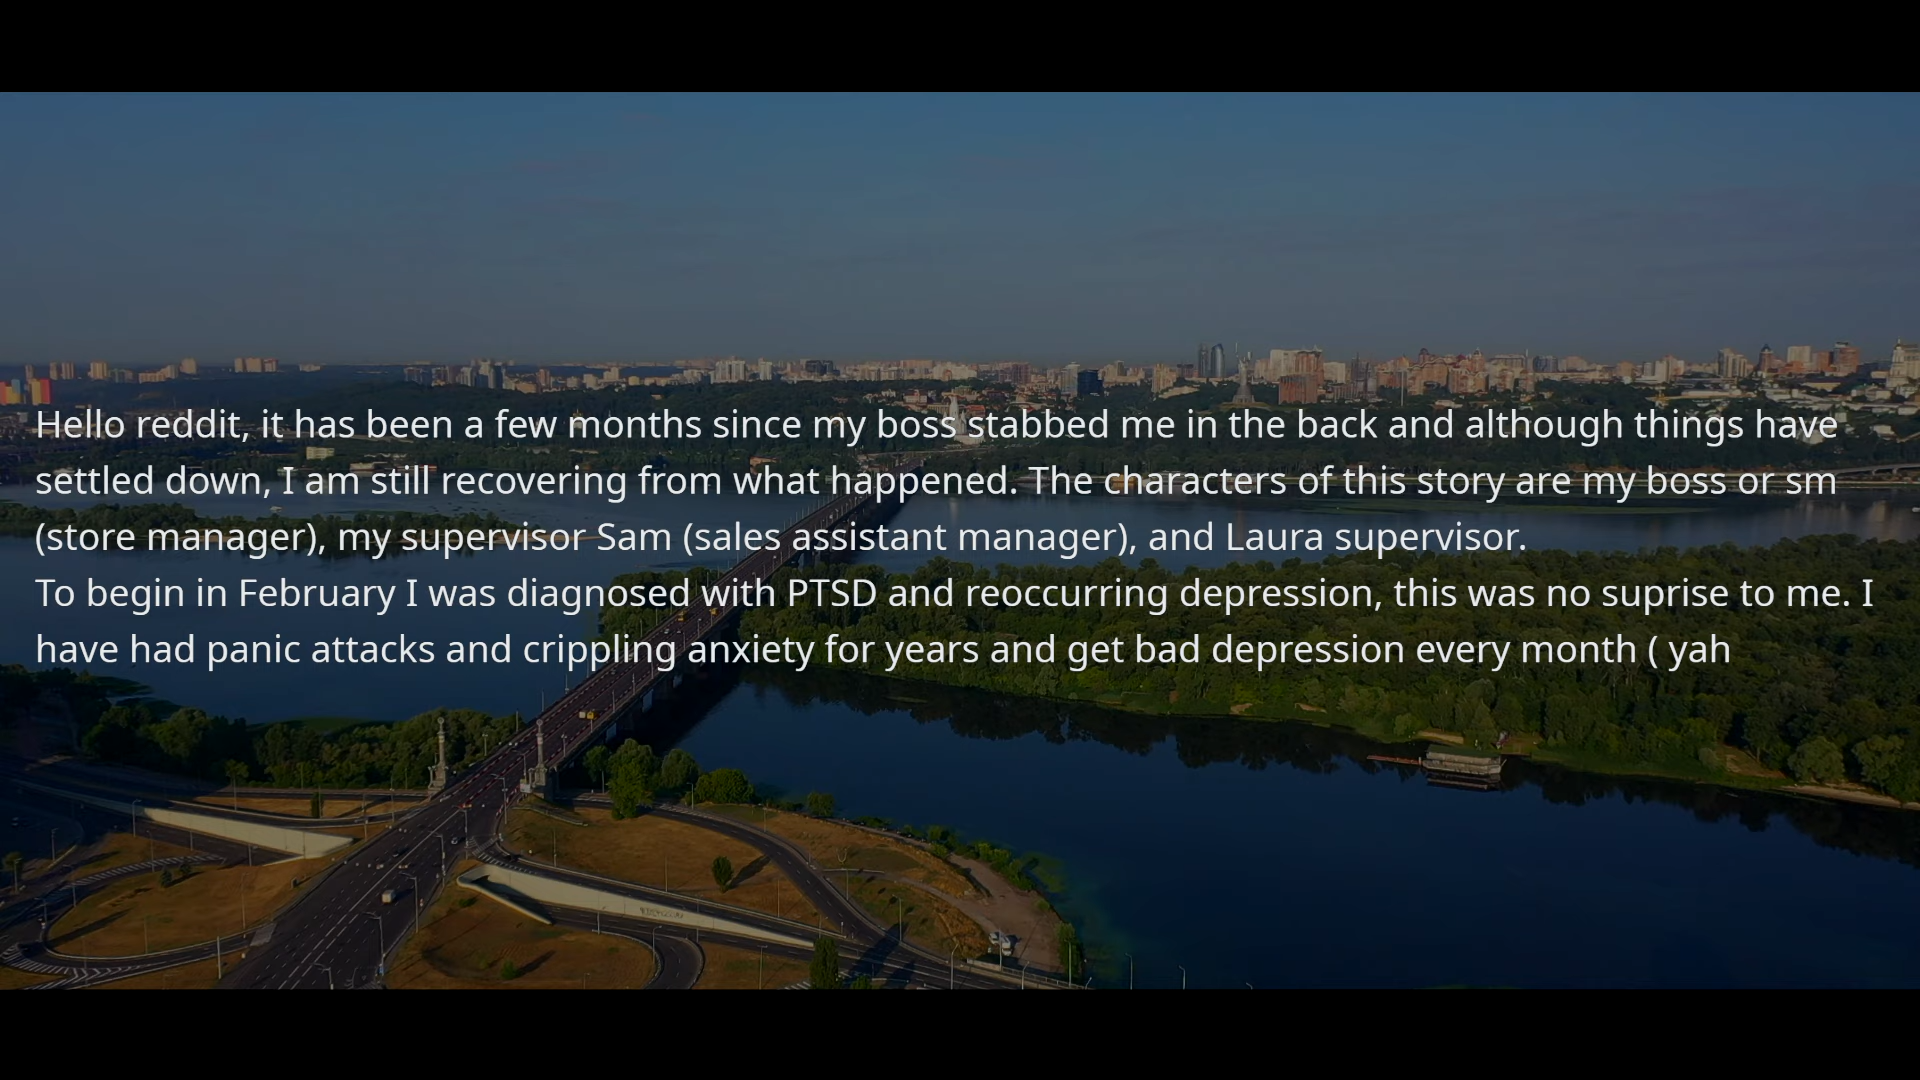 Hello reddit, it has been a few months since my boss stabbed me in the back and although things have
settled down, I am still recovering from what happened. The characters of this story are my boss or sm
(store manager), my supervisor Sam (sales assistant manager), and Laura supervisor.
To begin in February I was diagnosed with PTSD and reoccurring depression, this was no suprise to me. I
have had panic attacks and crippling anxiety for years and get bad depression every month ( yah